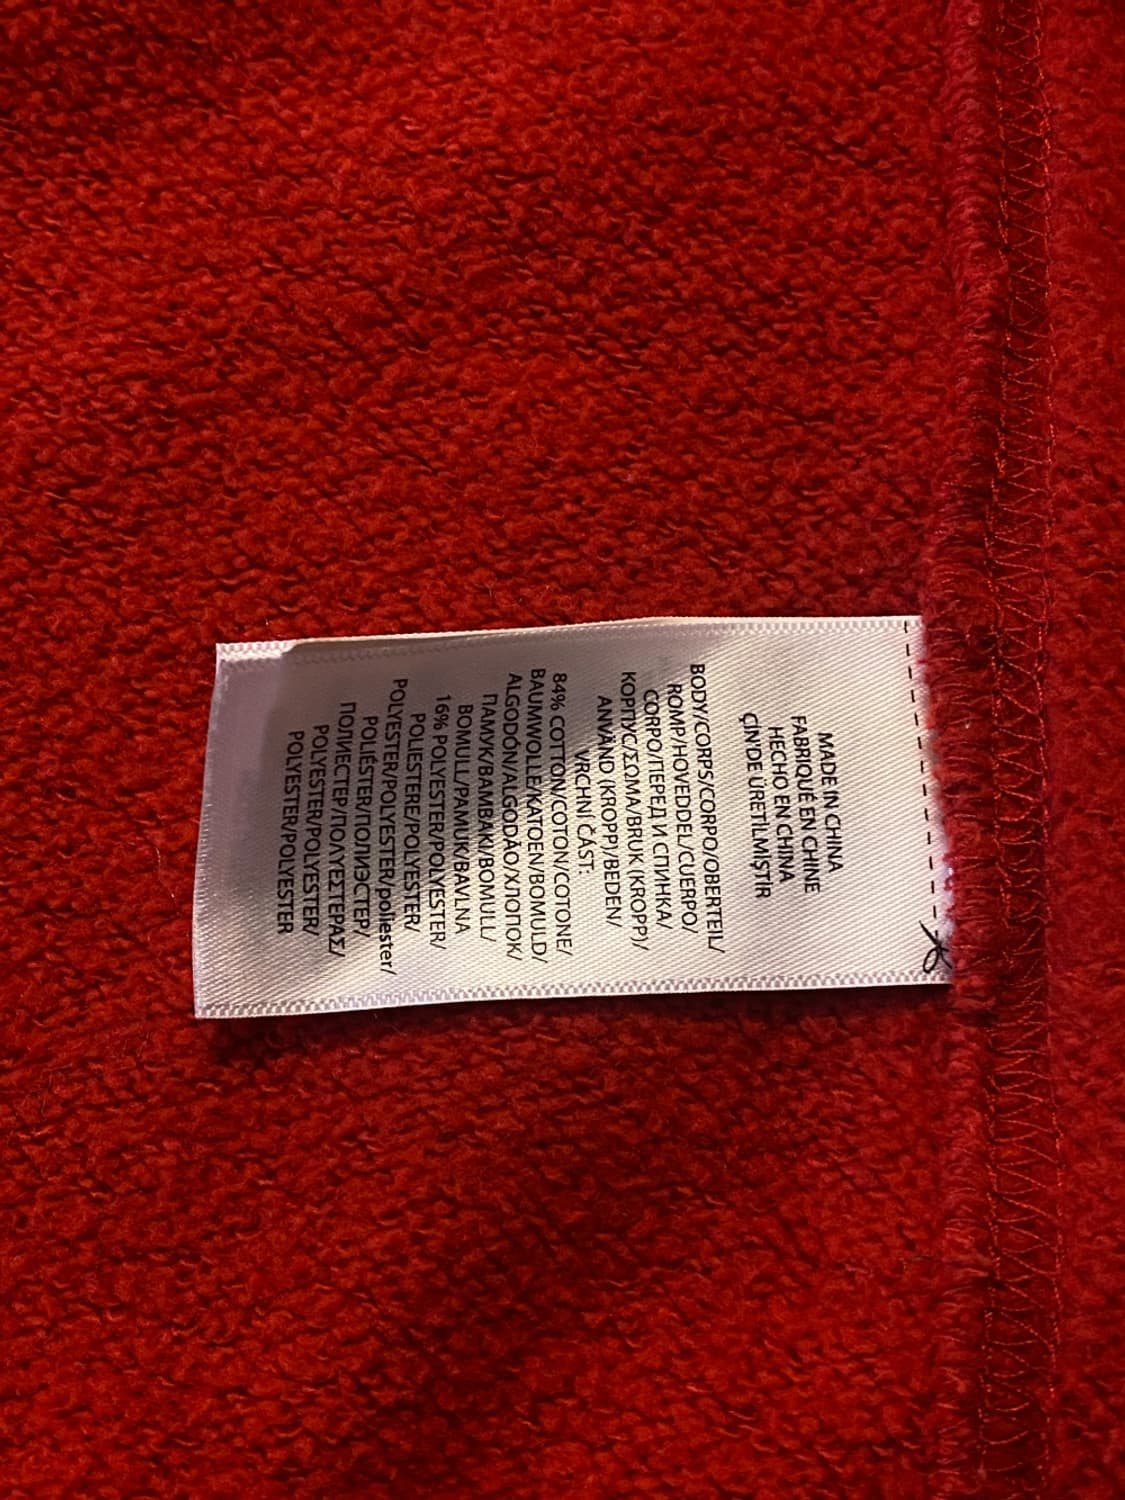 MADE IN CHINA
FABRIQUÉ EN CHINE
HECHO EN CHINA
ÇİN'DE ÜRETİLMİŞTİR
BODY/CORPS/CORPO/OBERTEIL/
ROMP/HOVEDDEL/CUERPO/
CORPO/ПЕРЕД И СПИНКА/
КОРПУС/ΣΩΜΑ/BRUK (KROPP)/
ANVÄND (KROPP)/BEDEN/
VRCHNÍ ČÁST:
84% COTTON/COTON/COTONE/
BAUMWOLLE/KATOEN/BOMULD/
ALGODÓN/ALGODÃO/ХЛОПОК/
ПАМУК/ΒΑΜΒΑΚΙ/BOMULL/
BOMULL/PAMUK/BAVLNA
16% POLYESTER/POLYESTER/
POLIESTERE/POLYESTER/
POLYESTER/POLYESTER/poliester/
POLIÉSTER/ПОЛИЭСТЕР/
ПОЛИЕСТЕР/ΠΟΛΥΕΣΤΕΡΑΣ/
POLYESTER/POLYESTER/
POLYESTER/POLYESTER